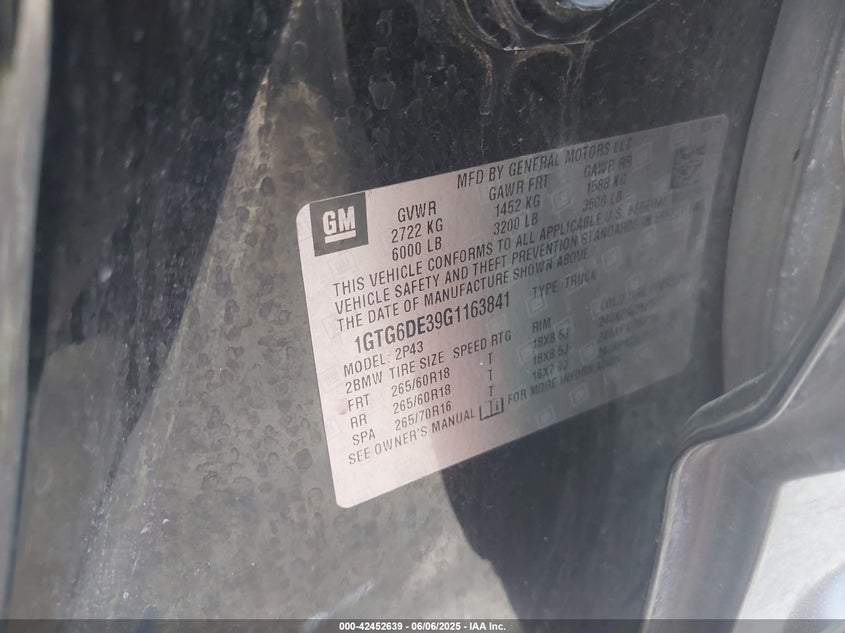 MFD BY GENERAL MOTORS LLC
GM
GVWR GAWR FRT GAWR RR
2722 KG 1452 KG 1588 KG
6000 LB 3200 LB 3500 LB
THIS VEHICLE CONFORMS TO ALL APPLICABLE U.S. FEDERAL
VEHICLE SAFETY AND THEFT PREVENTION STANDARDS IN
THE DATE OF MANUFACTURE SHOWN ABOVE.
1GTG6DE39G1163841 TYPE: TRUCK
MODEL: 2P43
2BMW TIRE SIZE SPEED RTG RIM COLD TIRE
FRT 265/60R18 T 18X8.5J
RR 265/60R18 T 18X8.5J
SPA 265/70R16 T
SEE OWNER'S MANUAL FOR MORE INFORMATION
000-42452639 - 06/06/2025 - IAA Inc.